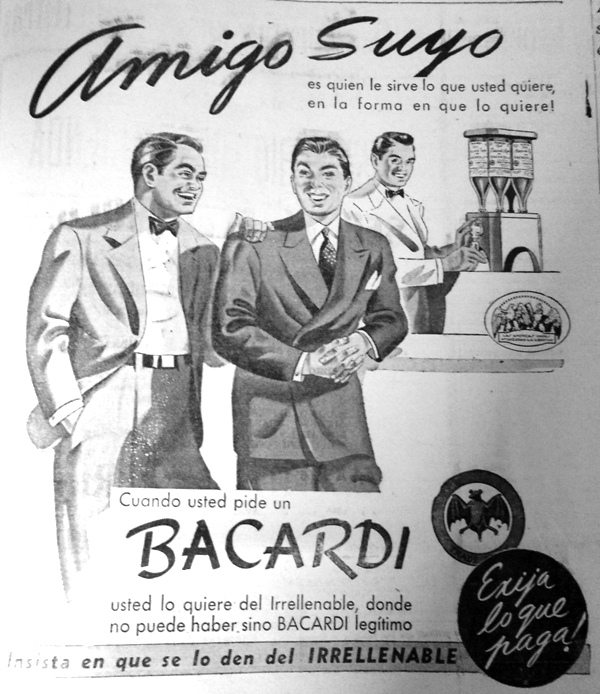 Amigo Suyo
es quien le sirve lo que usted quiere,
en la forma en que lo quiere!
Cuando usted pide un
BACARDI
usted lo quiere del Irrellenable, donde
no puede haber sino BACARDI legítimo
Exija
lo que
paga!
Insista en que se lo den del IRRELLENABLE